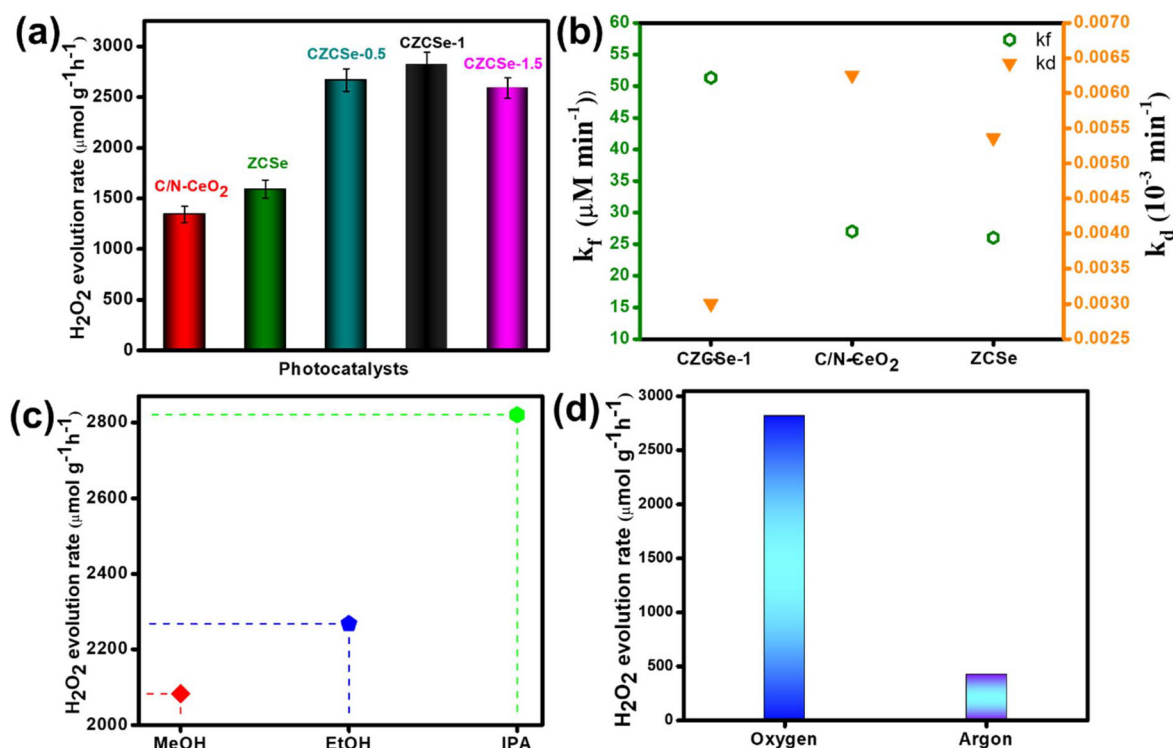 (a)
H₂O₂ evolution rate (μmol g⁻¹h⁻¹)
3000
2500
2000
1500
1000
500
0
C/N-CeO₂
ZCSe
CZCSe-0.5
CZCSe-1
CZCSe-1.5
Photocatalysts
(b)
k_f (μM min⁻¹))
60
55
50
45
40
35
30
25
20
15
10
kf
kd
0.0070
0.0065
0.0060
0.0055
0.0050
0.0045
0.0040
0.0035
0.0030
0.0025
k_d (10⁻³ min⁻¹)
CZCSe-1
C/N-CeO₂
ZCSe
(c)
H₂O₂ evolution rate (μmol g⁻¹h⁻¹)
2800
2600
2400
2200
2000
MeOH
EtOH
IPA
(d)
H₂O₂ evolution rate (μmol g⁻¹h⁻¹)
3000
2500
2000
1500
1000
500
0
Oxygen
Argon